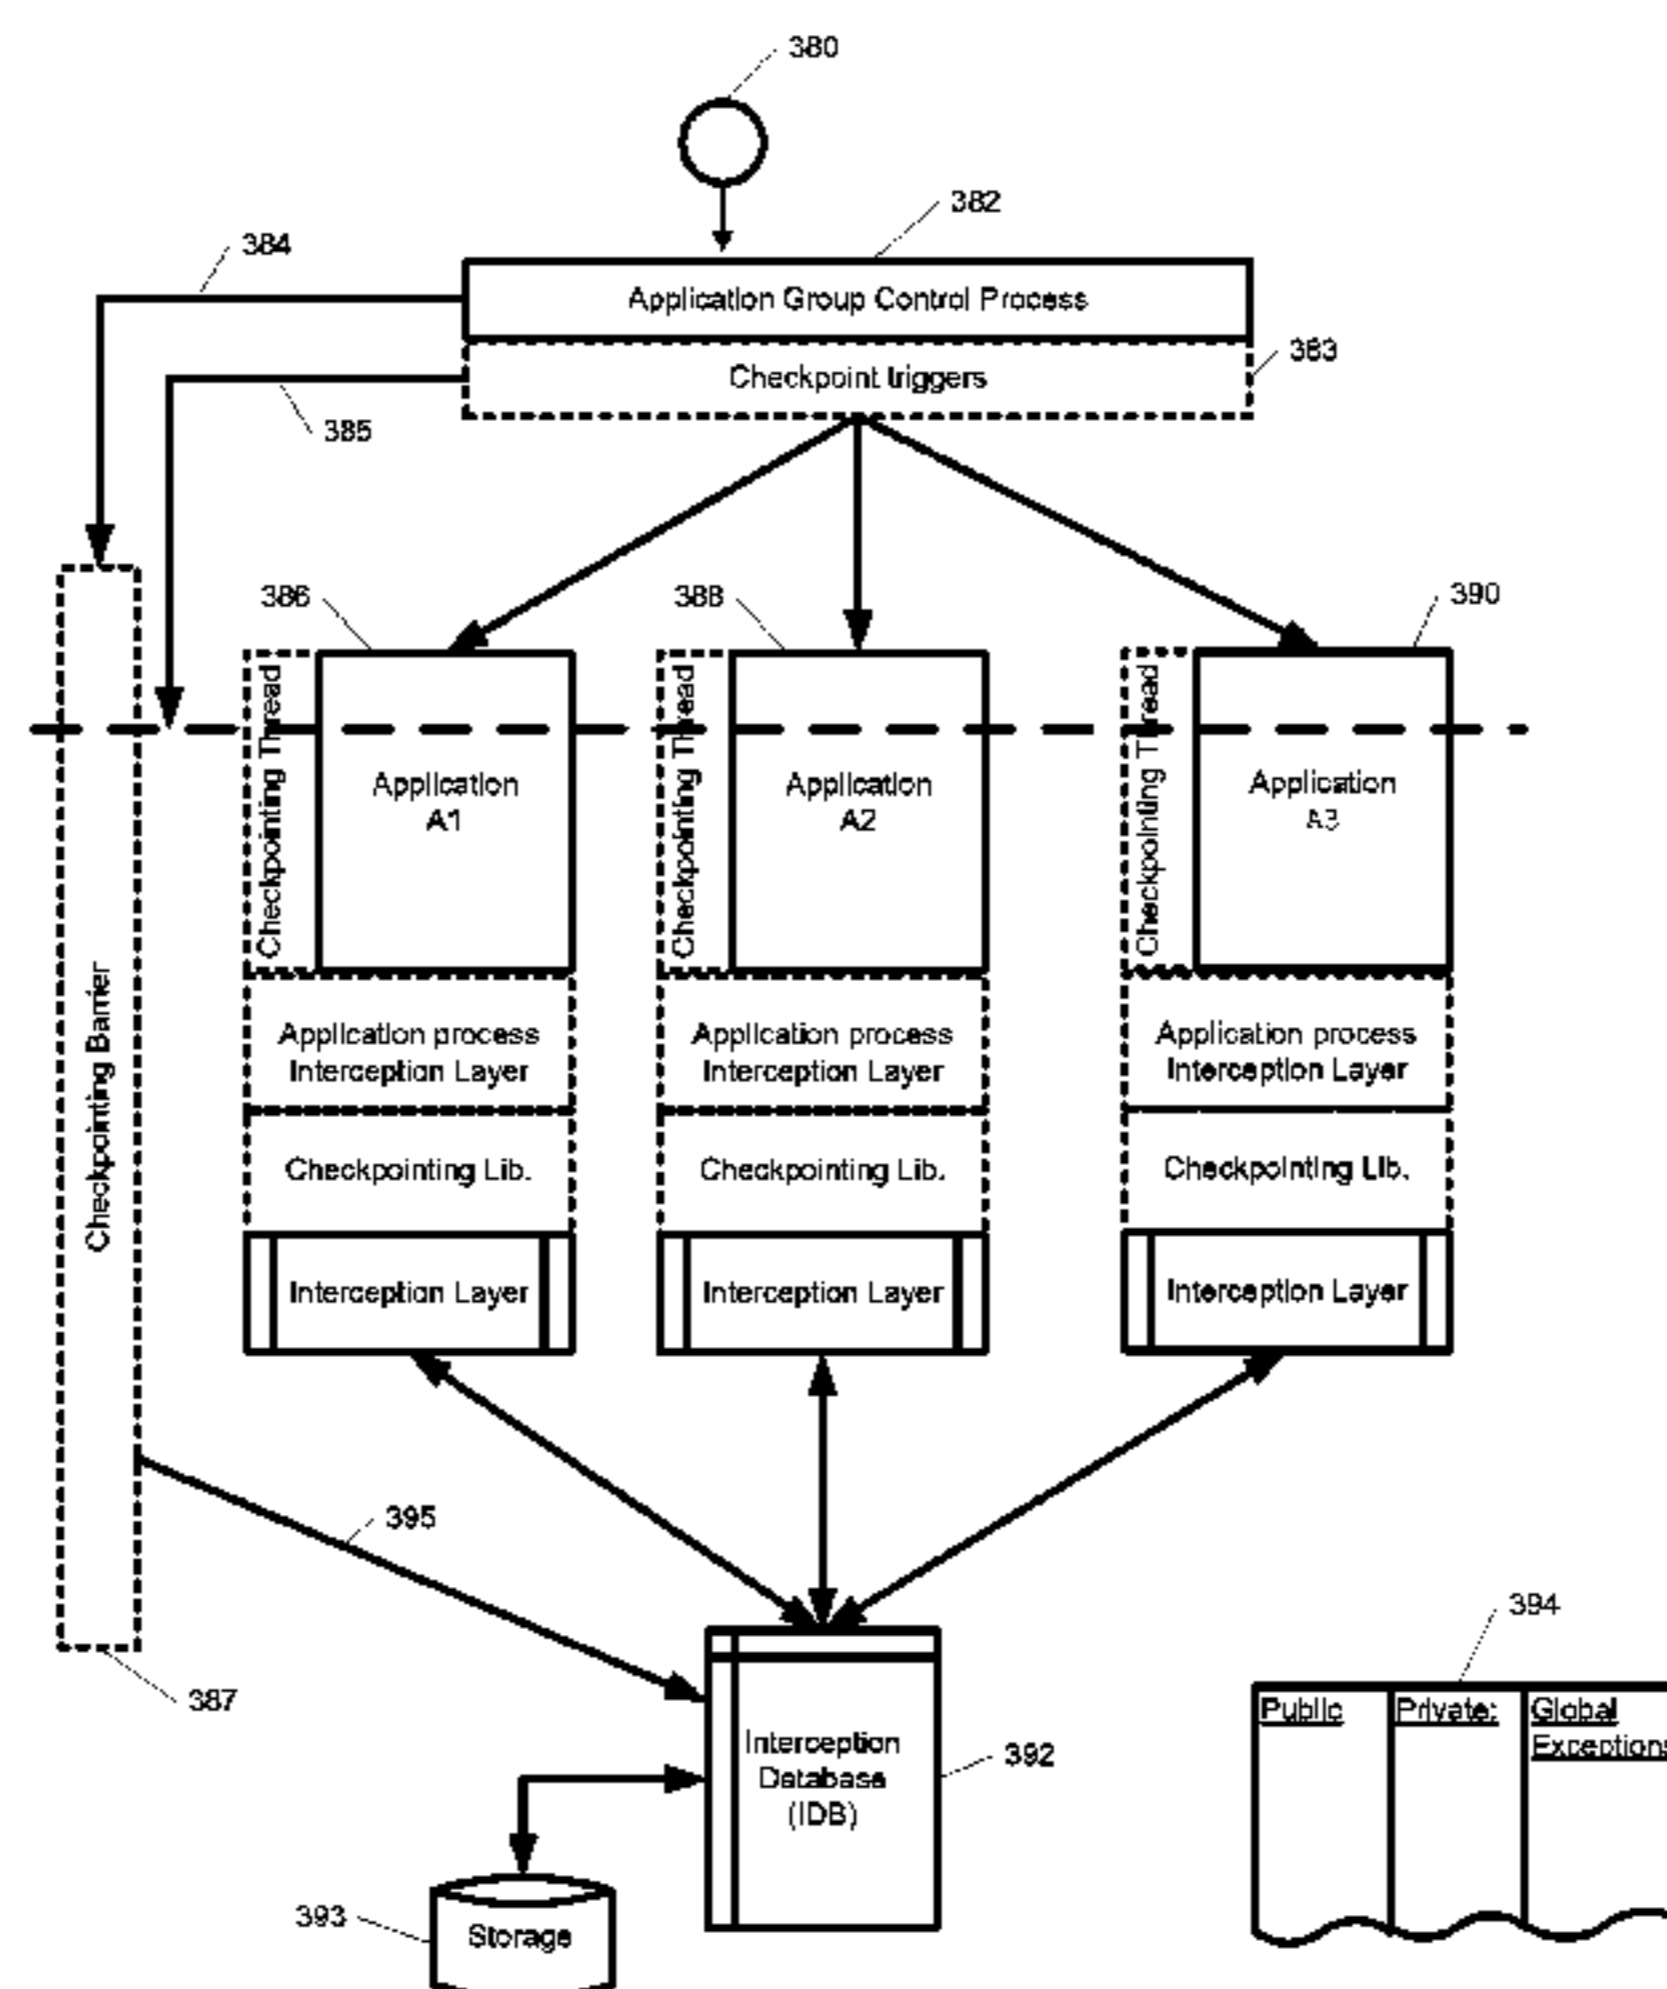 380
382
384
Application Group Control Process
383
Checkpoint triggers
385
386
388
390
Checkpointing Thread
Application
A1
Checkpointing Thread
Application
A2
Checkpointing Thread
Application
A3
Checkpointing Barrier
Application process
Interception Layer
Application process
Interception Layer
Application process
Interception Layer
Checkpointing Lib.
Checkpointing Lib.
Checkpointing Lib.
Interception Layer
Interception Layer
Interception Layer
395
394
387
Public
Private:
Global
Exceptions
Interception
Database
(IDB)
392
393
Storage